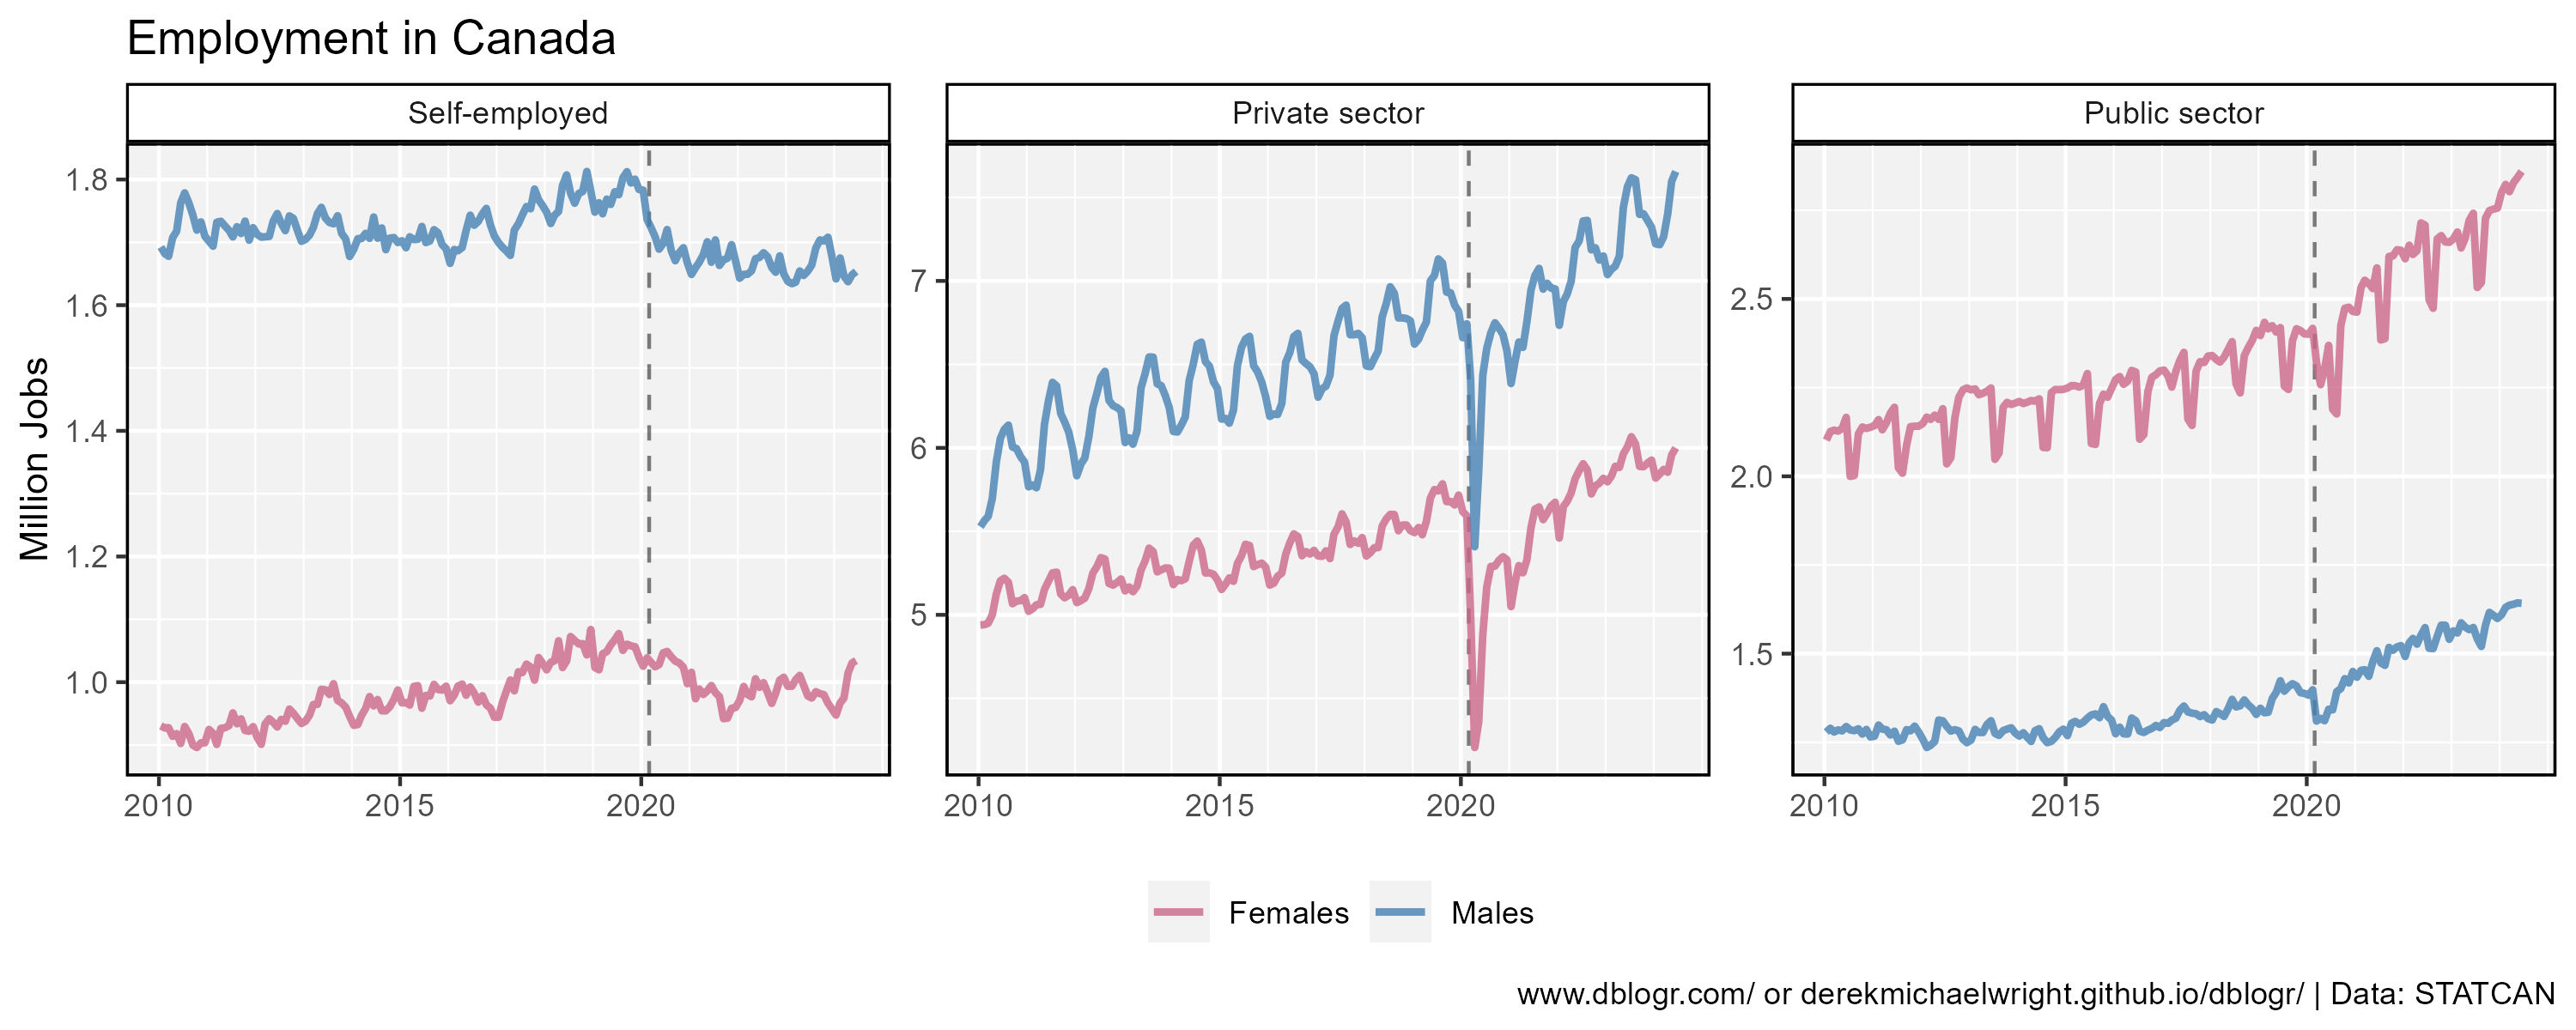 Employment in Canada
Self-employed
Private sector
Public sector
Million Jobs
1.8
1.6
1.4
1.2
1.0
7
6
5
2.5
2.0
1.5
2010 2015 2020
2010 2015 2020
2010 2015 2020
Females Males
www.dblogr.com/ or derekmichaelwright.github.io/dblogr/ | Data: STATCAN